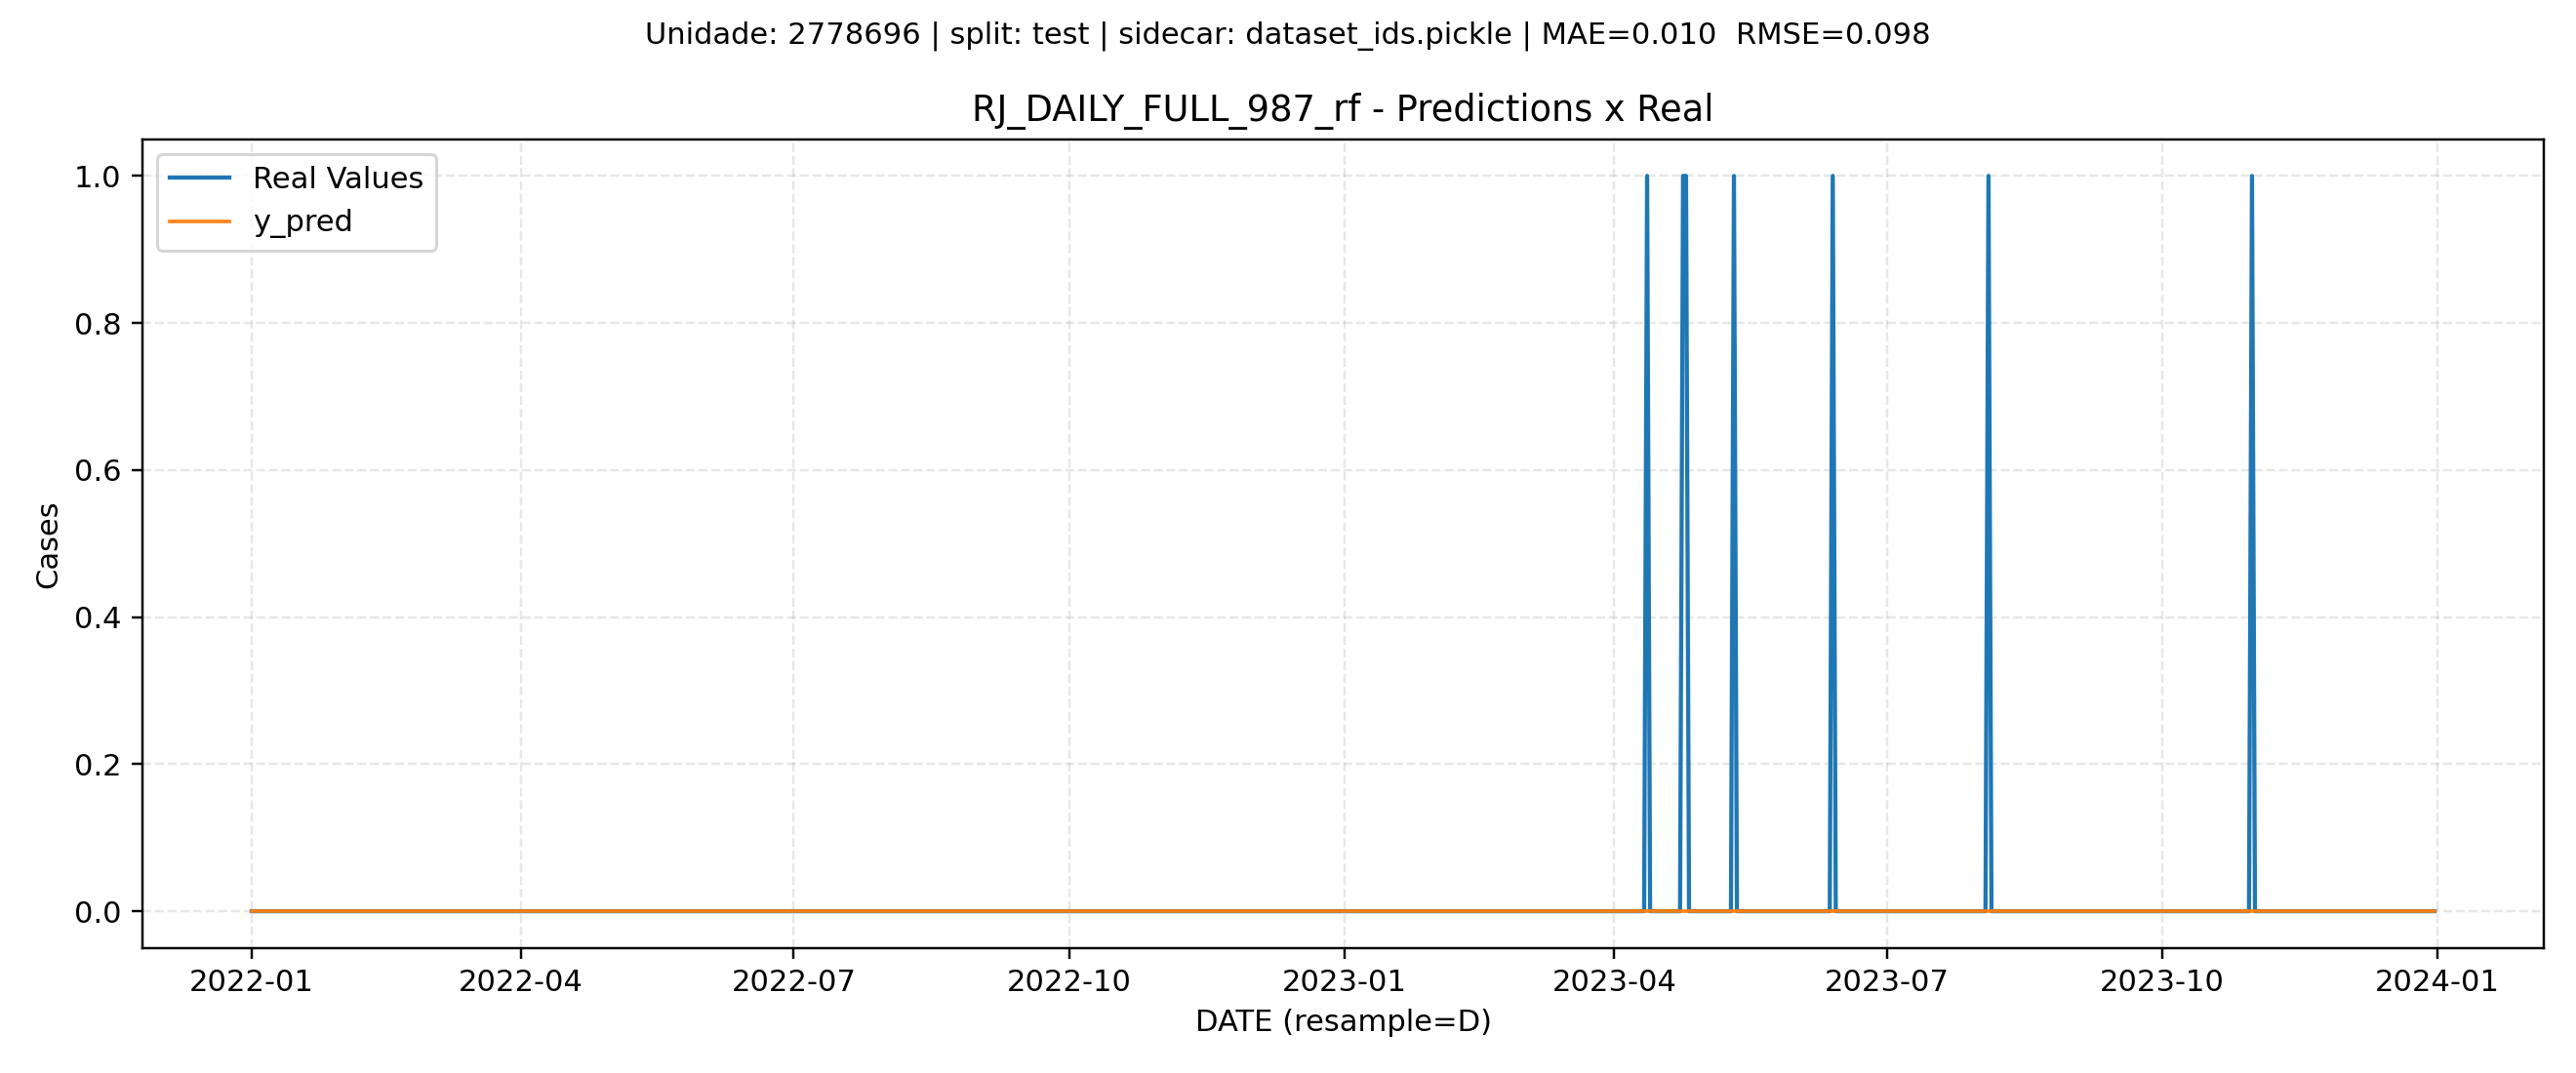 Unidade: 2778696 | split: test | sidecar: dataset_ids.pickle | MAE=0.010  RMSE=0.098
RJ_DAILY_FULL_987_rf - Predictions x Real
Real Values
y_pred
1.0
0.8
0.6
0.4
0.2
0.0
Cases
2022-01
2022-04
2022-07
2022-10
2023-01
2023-04
2023-07
2023-10
2024-01
DATE (resample=D)